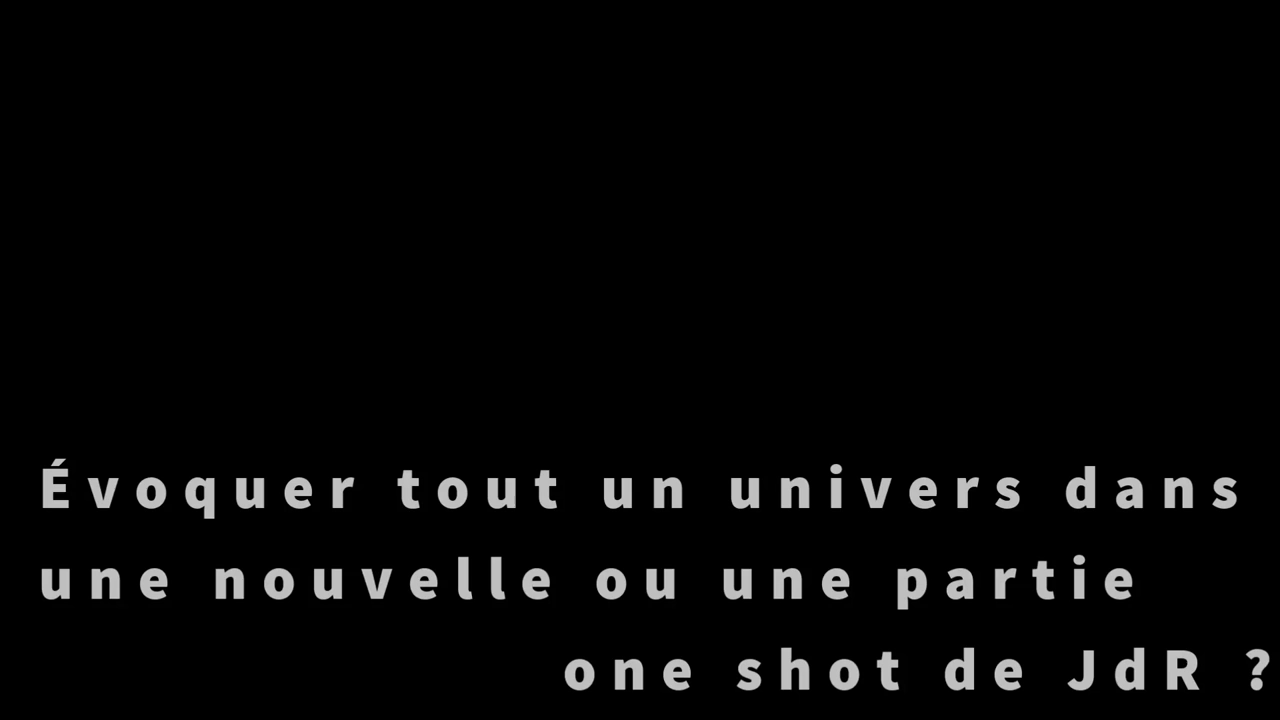 Évoquer tout un univers dans
une nouvelle ou une partie
one shot de JdR ?